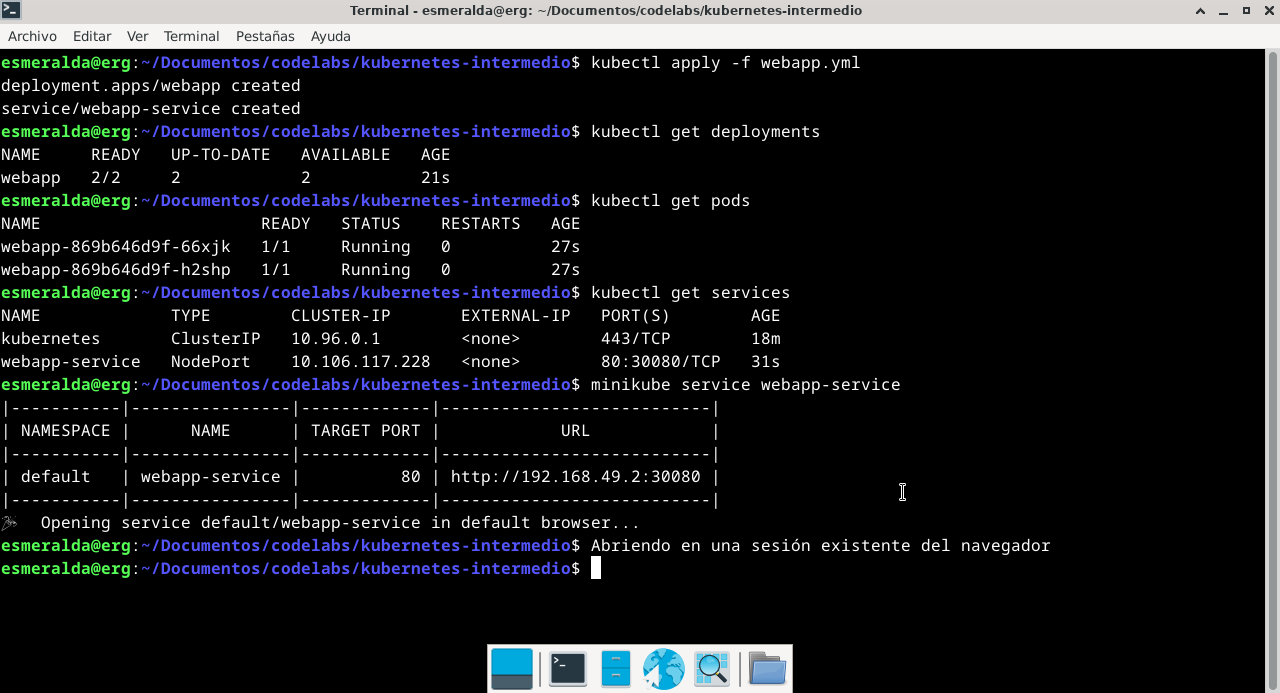 Terminal - esmeralda@erg: ~/Documentos/codelabs/kubernetes-intermedio
Archivo Editar Ver Terminal Pestañas Ayuda
esmeralda@erg:~/Documentos/codelabs/kubernetes-intermedio$ kubectl apply -f webapp.yml
deployment.apps/webapp created
service/webapp-service created
esmeralda@erg:~/Documentos/codelabs/kubernetes-intermedio$ kubectl get deployments
NAME     READY   UP-TO-DATE   AVAILABLE   AGE
webapp   2/2     2            2           21s
esmeralda@erg:~/Documentos/codelabs/kubernetes-intermedio$ kubectl get pods
NAME                      READY   STATUS    RESTARTS   AGE
webapp-869b646d9f-66xjk   1/1     Running   0          27s
webapp-869b646d9f-h2shp   1/1     Running   0          27s
esmeralda@erg:~/Documentos/codelabs/kubernetes-intermedio$ kubectl get services
NAME             TYPE        CLUSTER-IP       EXTERNAL-IP   PORT(S)        AGE
kubernetes       ClusterIP   10.96.0.1        <none>        443/TCP        18m
webapp-service   NodePort    10.106.117.228   <none>        80:30080/TCP   31s
esmeralda@erg:~/Documentos/codelabs/kubernetes-intermedio$ minikube service webapp-service
|-----------|----------------|-------------|---------------------------|
| NAMESPACE |      NAME      | TARGET PORT |            URL            |
|-----------|----------------|-------------|---------------------------|
| default   | webapp-service |          80 | http://192.168.49.2:30080 |
|-----------|----------------|-------------|---------------------------|
🎉  Opening service default/webapp-service in default browser...
esmeralda@erg:~/Documentos/codelabs/kubernetes-intermedio$ Abriendo en una sesión existente del navegador
esmeralda@erg:~/Documentos/codelabs/kubernetes-intermedio$